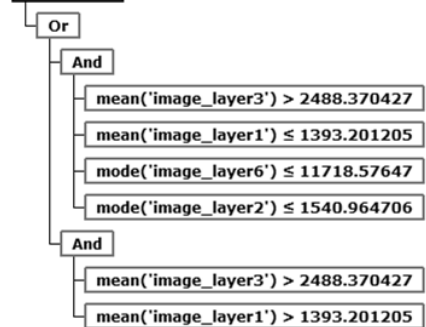 Or
And
mean('image_layer3') > 2488.370427
mean('image_layer1') ≤ 1393.201205
mode('image_layer6') ≤ 11718.57647
mode('image_layer2') ≤ 1540.964706
And
mean('image_layer3') > 2488.370427
mean('image_layer1') > 1393.201205